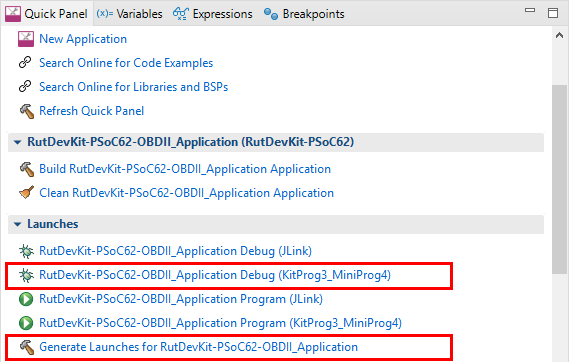 Quick Panel (x)= Variables Expressions Breakpoints
New Application
Search Online for Code Examples
Search Online for Libraries and BSPs
Refresh Quick Panel
RutDevKit-PSoC62-OBDII_Application (RutDevKit-PSoC62)
Build RutDevKit-PSoC62-OBDII_Application Application
Clean RutDevKit-PSoC62-OBDII_Application Application
Launches
RutDevKit-PSoC62-OBDII_Application Debug (JLink)
RutDevKit-PSoC62-OBDII_Application Debug (KitProg3_MiniProg4)
RutDevKit-PSoC62-OBDII_Application Program (JLink)
RutDevKit-PSoC62-OBDII_Application Program (KitProg3_MiniProg4)
Generate Launches for RutDevKit-PSoC62-OBDII_Application